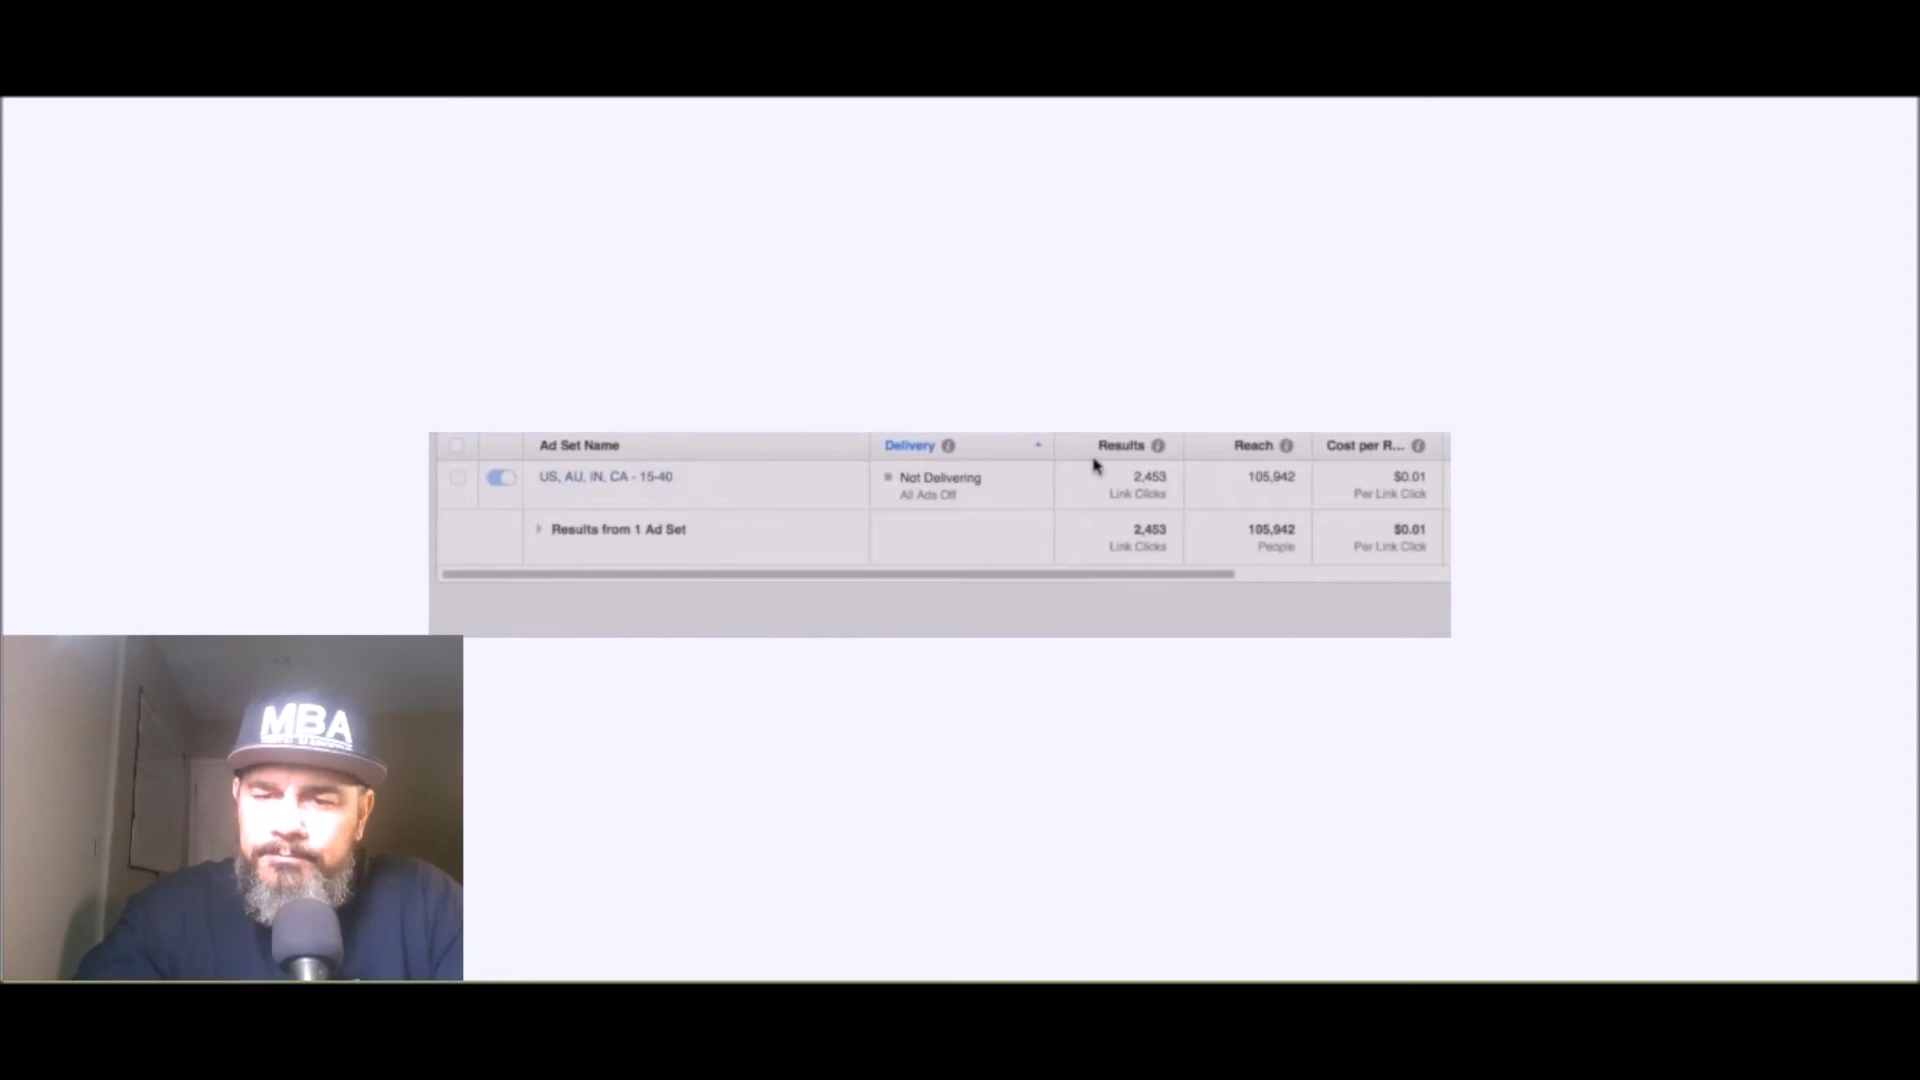 Ad Set Name Delivery Results Reach Cost per R...
US, AU, IN, CA - 15-40 Not Delivering 2,453 105,942 $0.01
All Ads Off Link Clicks Per Link Click
Results from 1 Ad Set 2,453 105,942 $0.01
Link Clicks People Per Link Click
MBA